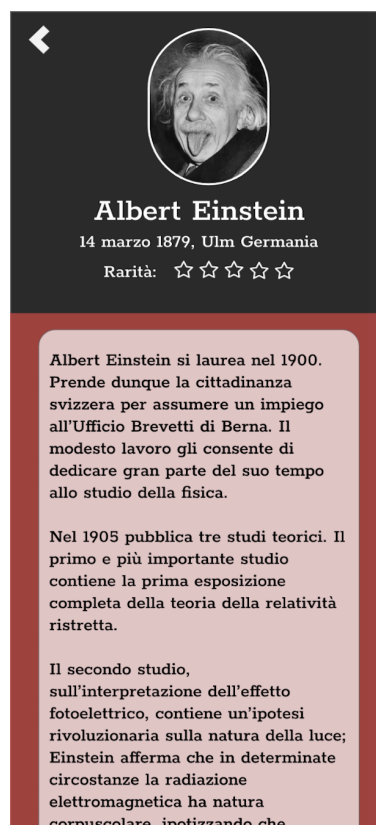 Albert Einstein
14 marzo 1879, Ulm Germania
Rarità:
Albert Einstein si laurea nel 1900.
Prende dunque la cittadinanza
svizzera per assumere un impiego
all'Ufficio Brevetti di Berna. Il
modesto lavoro gli consente di
dedicare gran parte del suo tempo
allo studio della fisica.
Nel 1905 pubblica tre studi teorici. Il
primo e più importante studio
contiene la prima esposizione
completa della teoria della relatività
ristretta.
Il secondo studio,
sull'interpretazione dell'effetto
fotoelettrico, contiene un'ipotesi
rivoluzionaria sulla natura della luce;
Einstein afferma che in determinate
circostanze la radiazione
elettromagnetica ha natura
corpuscolare, ipotizzando che